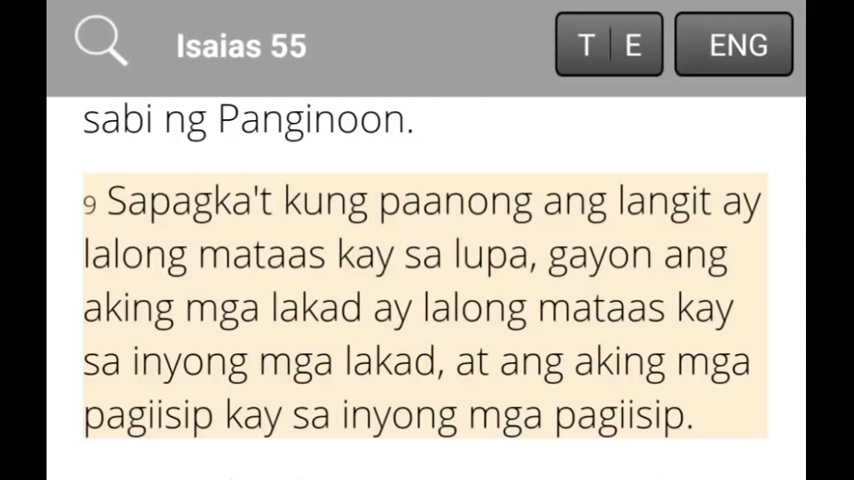 Isaias 55
T E
ENG
sabi ng Panginoon.
9 Sapagka't kung paanong ang langit ay
lalong mataas kay sa lupa, gayon ang
aking mga lakad ay lalong mataas kay
sa inyong mga lakad, at ang aking mga
pagiisip kay sa inyong mga pagiisip.